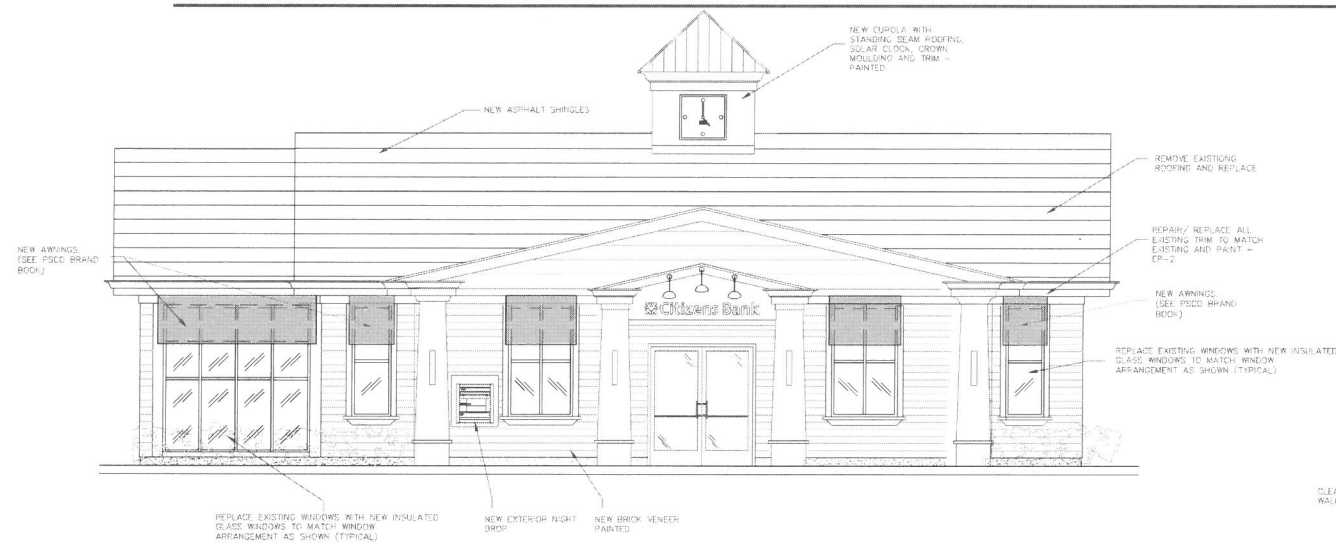 NEW CUPOLA WITH
STANDING SEAM ROOFING,
SOLAR CLOCK, CROWN
MOULDING AND TRIM -
PAINTED
NEW ASPHALT SHINGLES
REMOVE EXISTIONG
ROOFING AND REPLACE
REPAIR/ REPLACE ALL
EXISTING TRIM TO MATCH
EXISTING AND PAINT -
EP-2
NEW AWNINGS.
(SEE PSCO BRAND
BOOK)
NEW AWNINGS.
(SEE PSCO BRAND
BOOK)
Citizens Bank
REPLACE EXISTING WINDOWS WITH NEW INSULATED
GLASS WINDOWS TO MATCH WINDOW
ARRANGEMENT AS SHOWN (TYPICAL)
REPLACE EXISTING WINDOWS WITH NEW INSULATED
GLASS WINDOWS TO MATCH WINDOW
ARRANGEMENT AS SHOWN (TYPICAL)
NEW EXTERIOR NIGHT
DROP
NEW BRICK VENEER
PAINTED